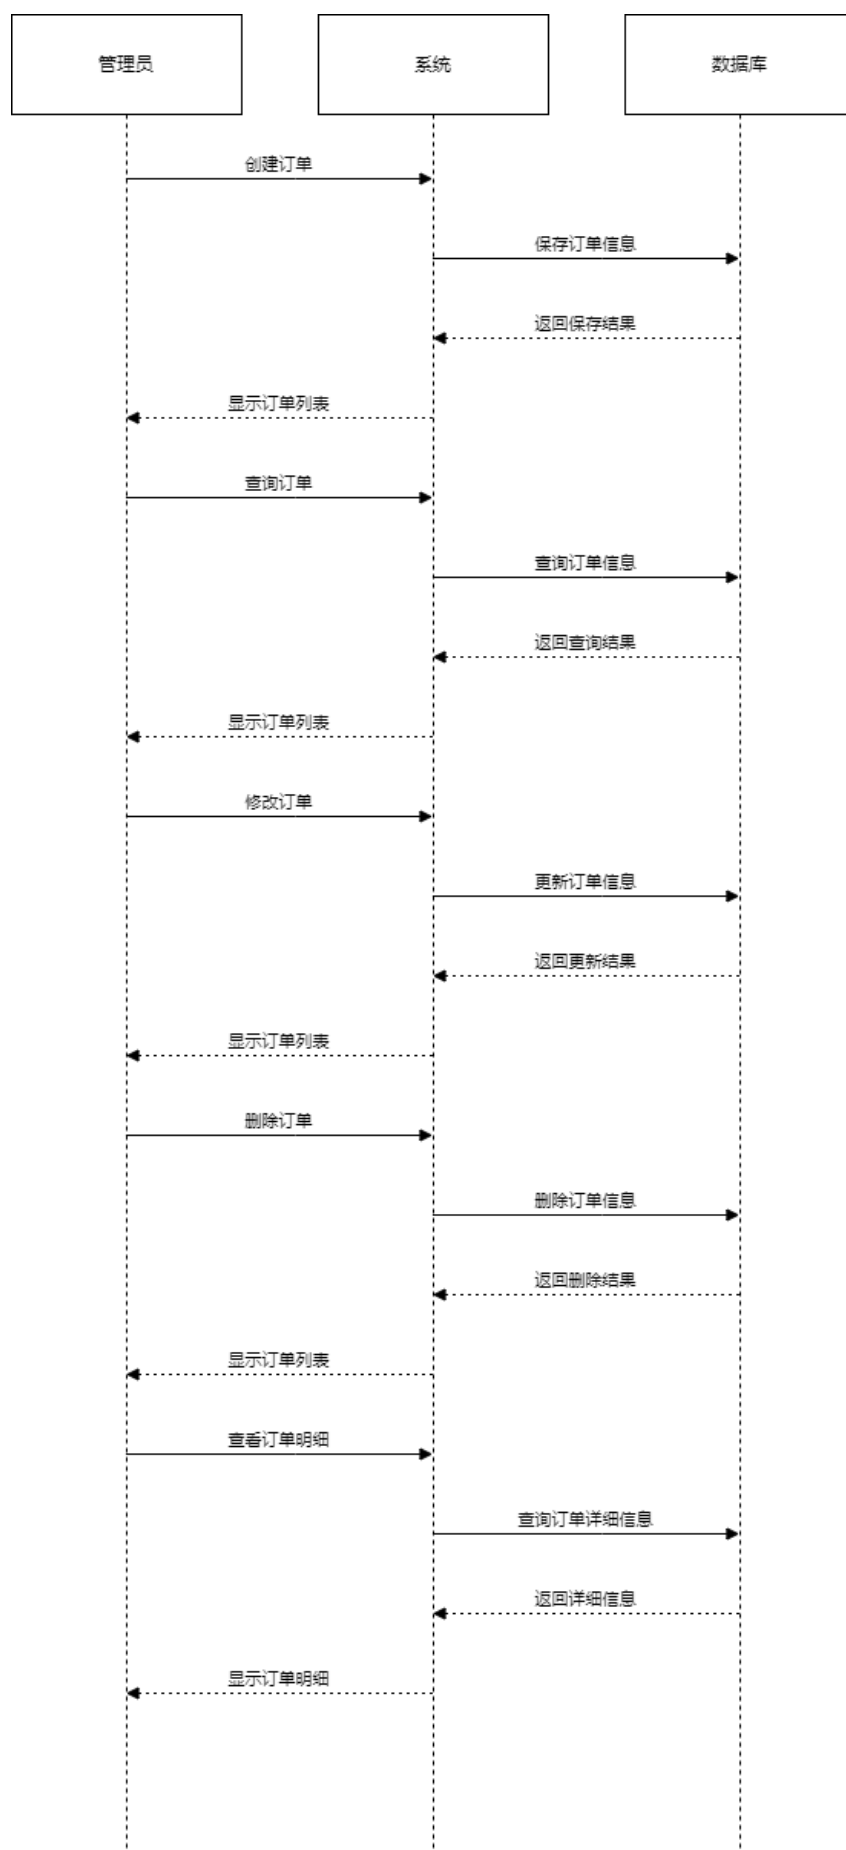 管理员
系统
数据库
创建订单
保存订单信息
返回保存结果
显示订单列表
查询订单
查询订单信息
返回查询结果
显示订单列表
修改订单
更新订单信息
返回更新结果
显示订单列表
删除订单
删除订单信息
返回删除结果
显示订单列表
查看订单明细
查询订单详细信息
返回详细信息
显示订单明细